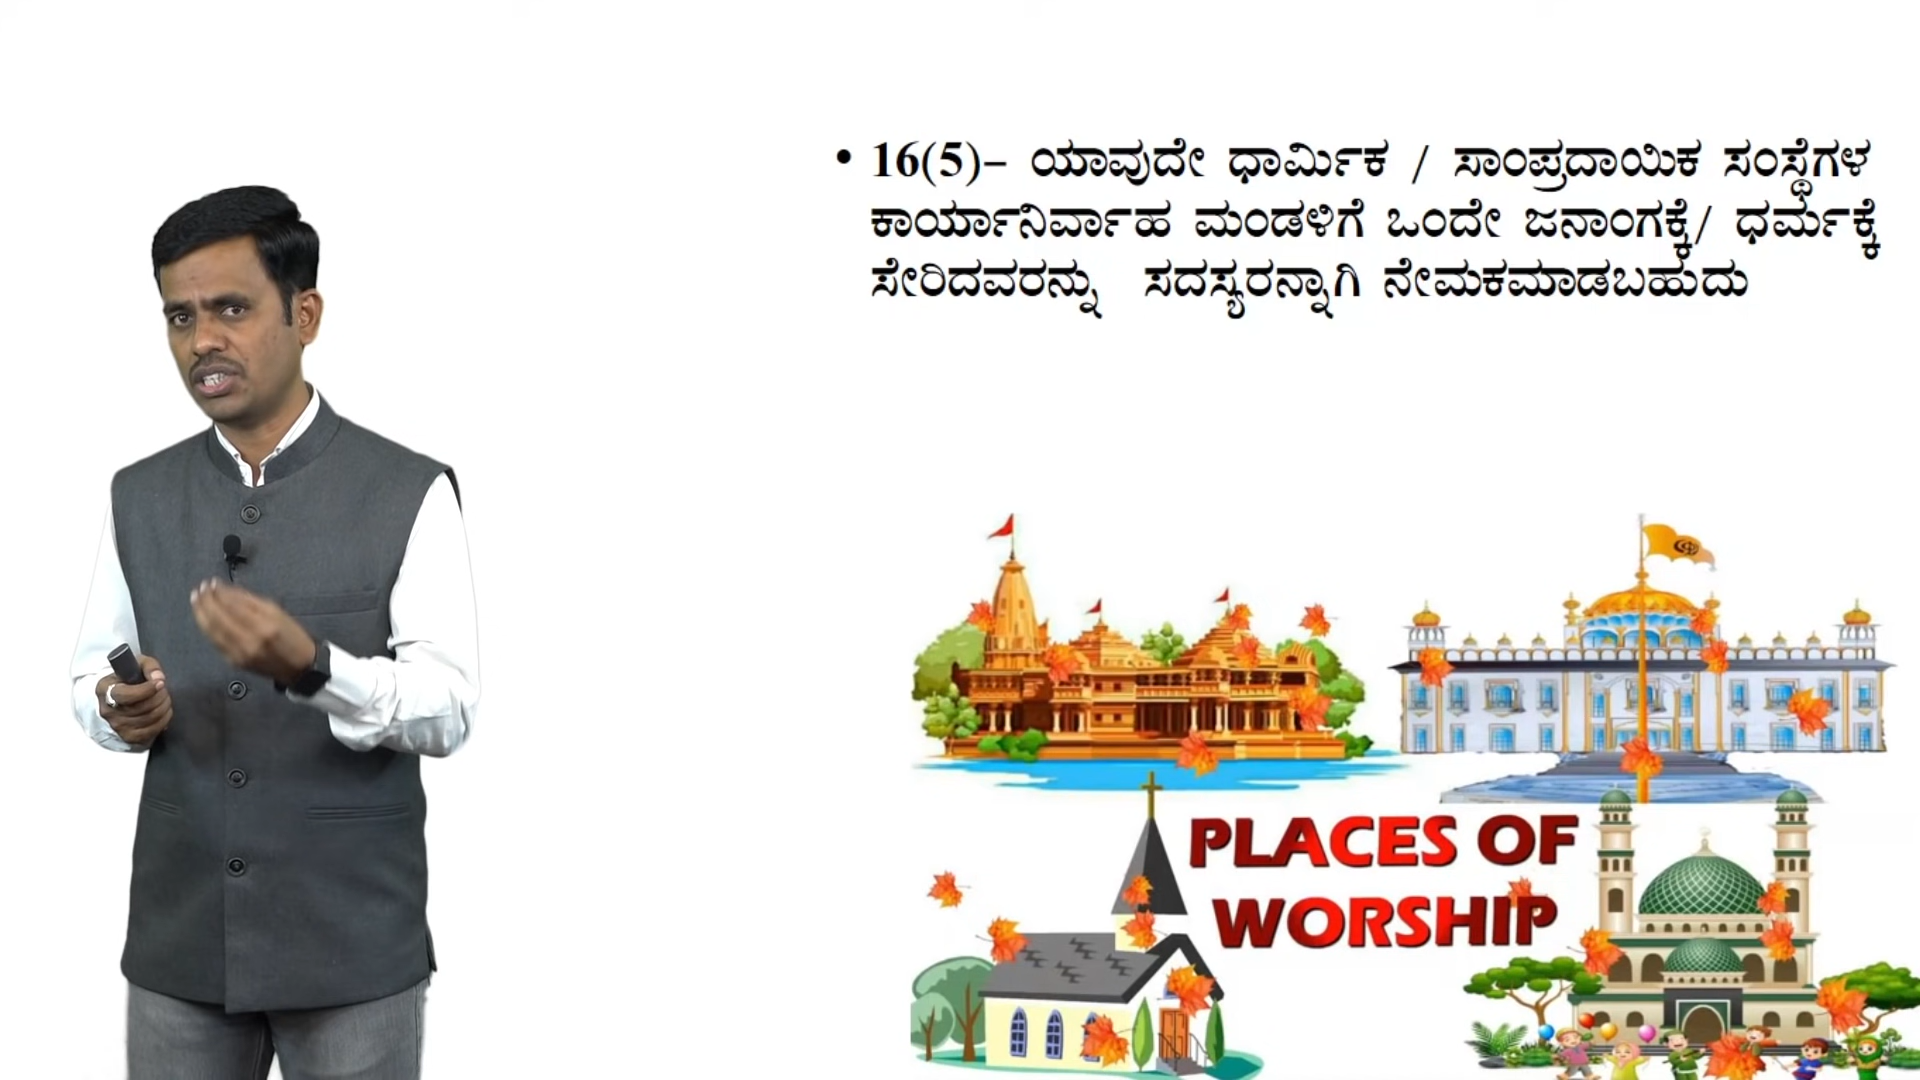 • 16(5)– ಯಾವುದೇ ಧಾರ್ಮಿಕ / ಸಾಂಪ್ರದಾಯಿಕ ಸಂಸ್ಥೆಗಳ
ಕಾರ್ಯಾನಿರ್ವಾಹ ಮಂಡಳಿಗೆ ಒಂದೇ ಜನಾಂಗಕ್ಕೆ/ ಧರ್ಮಕ್ಕೆ
ಸೇರಿದವರನ್ನು ಸದಸ್ಯರನ್ನಾಗಿ ನೇಮಕಮಾಡಬಹುದು
PLACES OF
WORSHIP